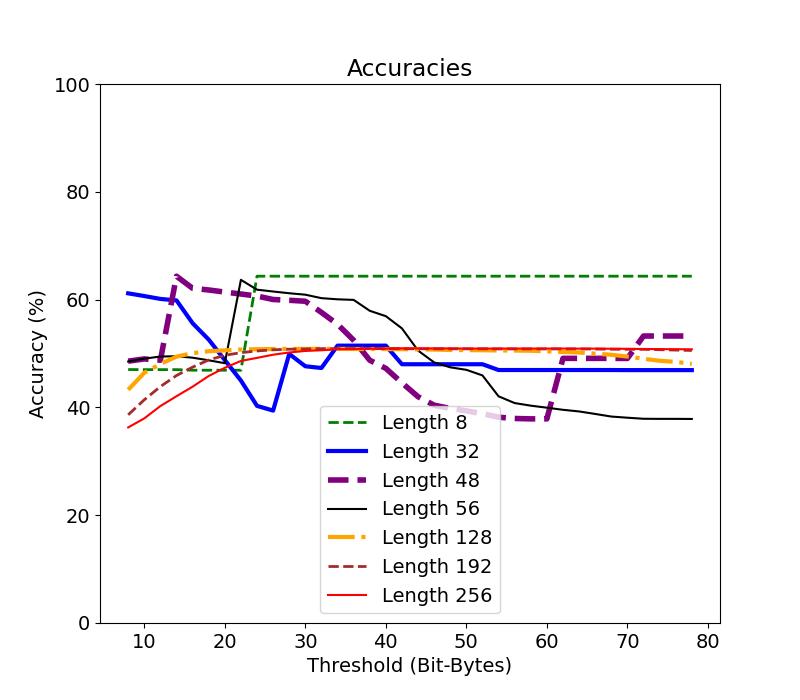 Accuracies
100
80
60
40
20
0
Accuracy (%)
Length 8
Length 32
Length 48
Length 56
Length 128
Length 192
Length 256
10 20 30 40 50 60 70 80
Threshold (Bit-Bytes)